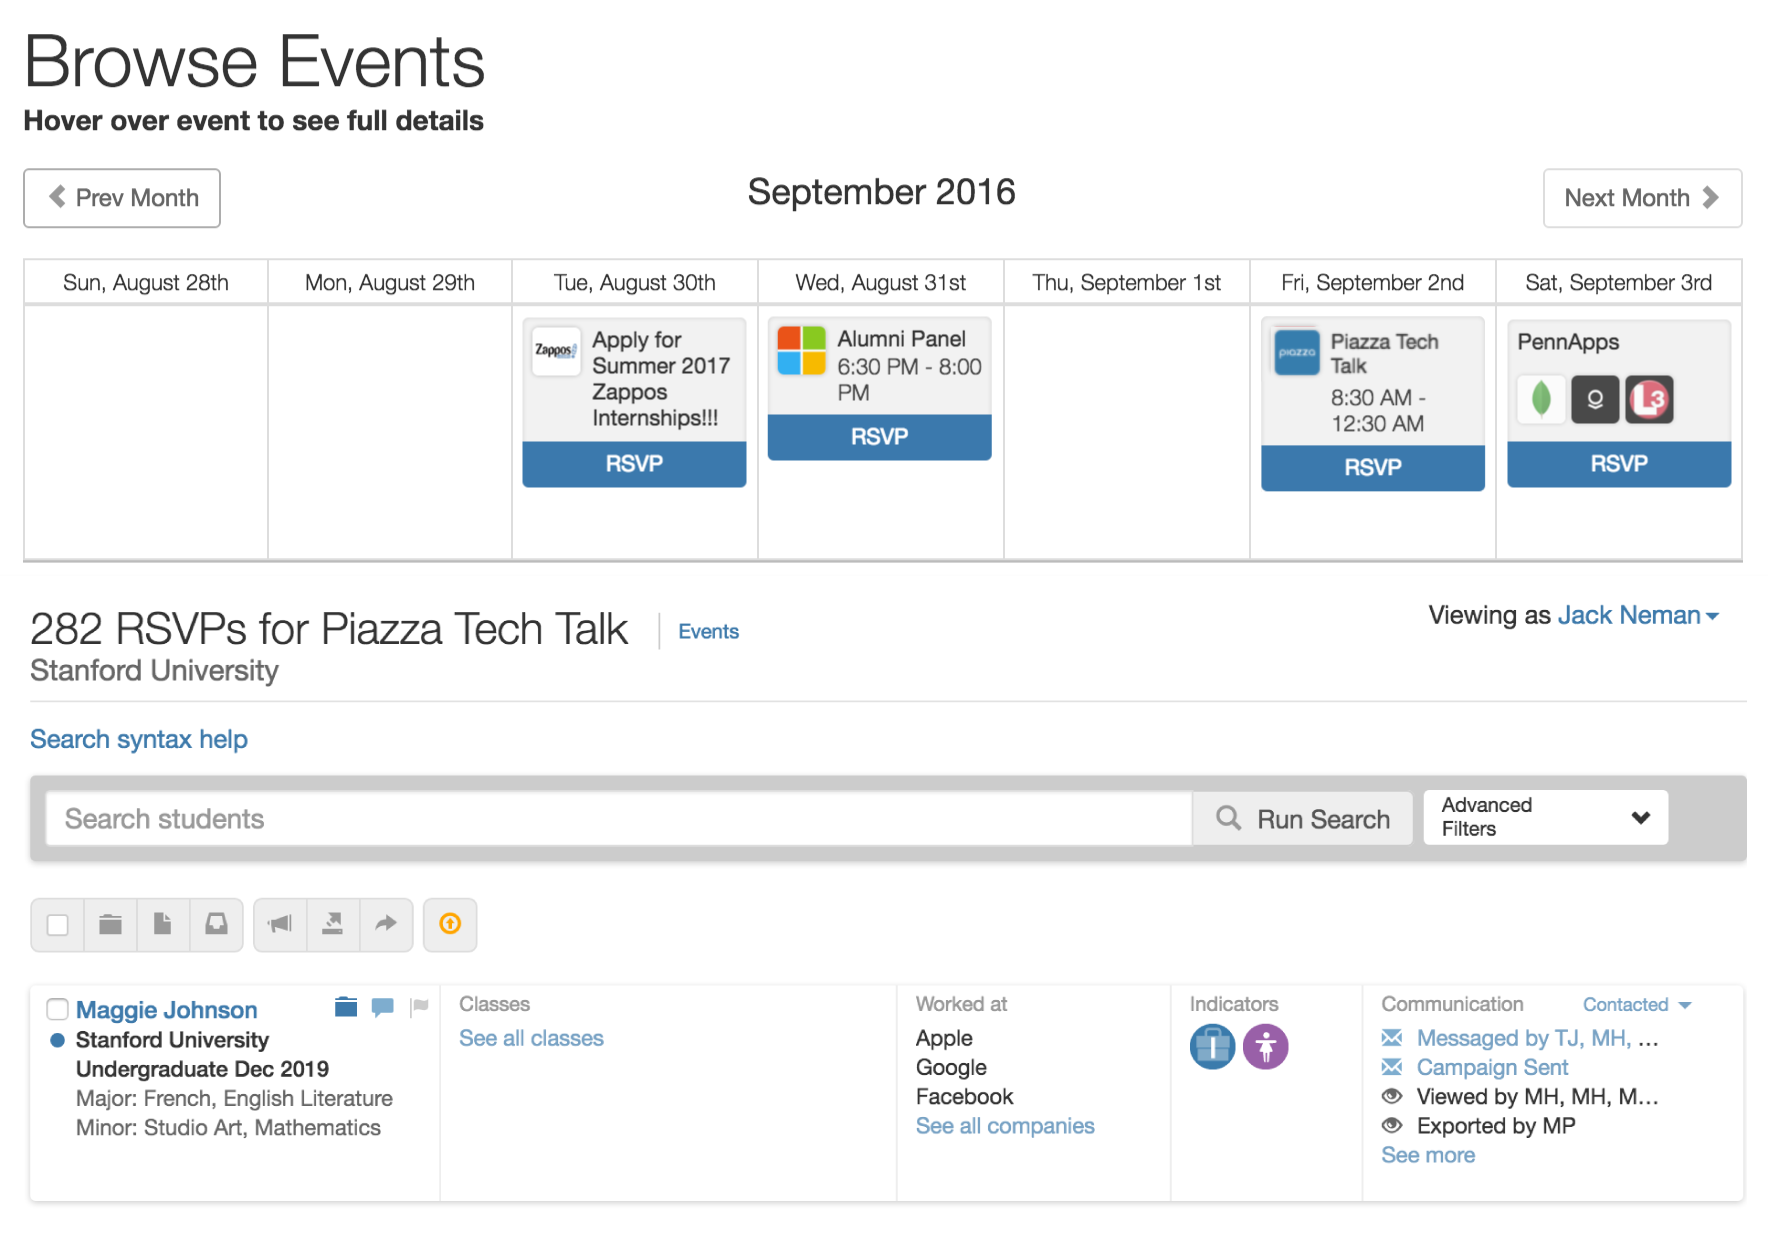 Browse Events
Hover over event to see full details
Prev Month
September 2016
Next Month
Sun, August 28th
Mon, August 29th
Tue, August 30th
Wed, August 31st
Thu, September 1st
Fri, September 2nd
Sat, September 3rd
Zappos
Apply for
Summer 2017
Zappos
Internships!!!
RSVP
Alumni Panel
6:30 PM - 8:00
PM
RSVP
piazza
Piazza Tech
Talk
8:30 AM -
12:30 AM
RSVP
PennApps
L3
RSVP
282 RSVPs for Piazza Tech Talk
Events
Viewing as Jack Neman
Stanford University
Search syntax help
Search students
Run Search
Advanced
Filters
Maggie Johnson
Stanford University
Undergraduate Dec 2019
Major: French, English Literature
Minor: Studio Art, Mathematics
Classes
See all classes
Worked at
Apple
Google
Facebook
See all companies
Indicators
Communication
Contacted
Messaged by TJ, MH, ...
Campaign Sent
Viewed by MH, MH, M...
Exported by MP
See more